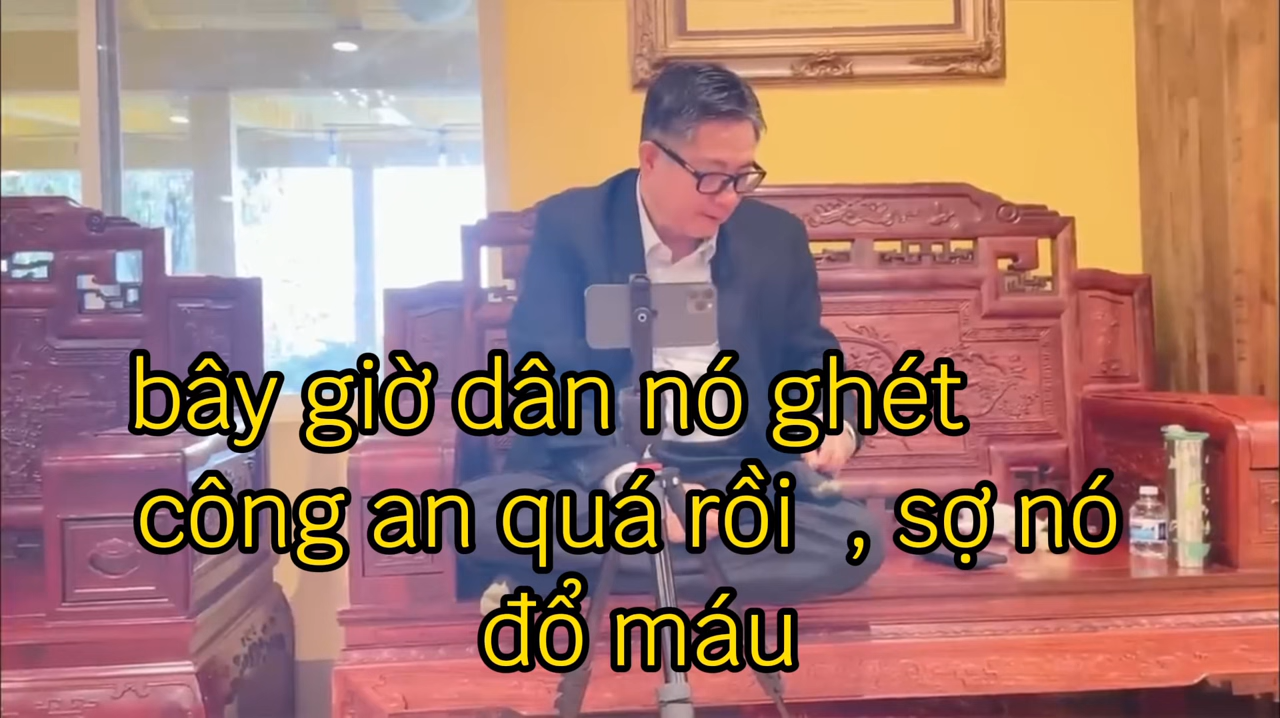 bây giờ dân nó ghét
công an quá rồi , sợ nó
đổ máu